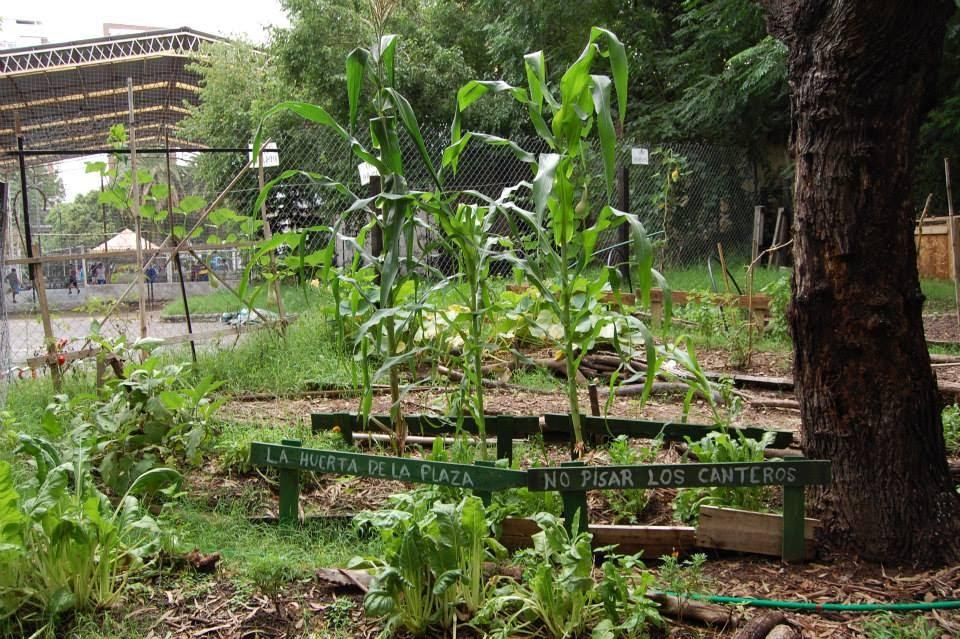 LA HUERTA DE LA PLAZA
NO PISAR LOS CANTEROS